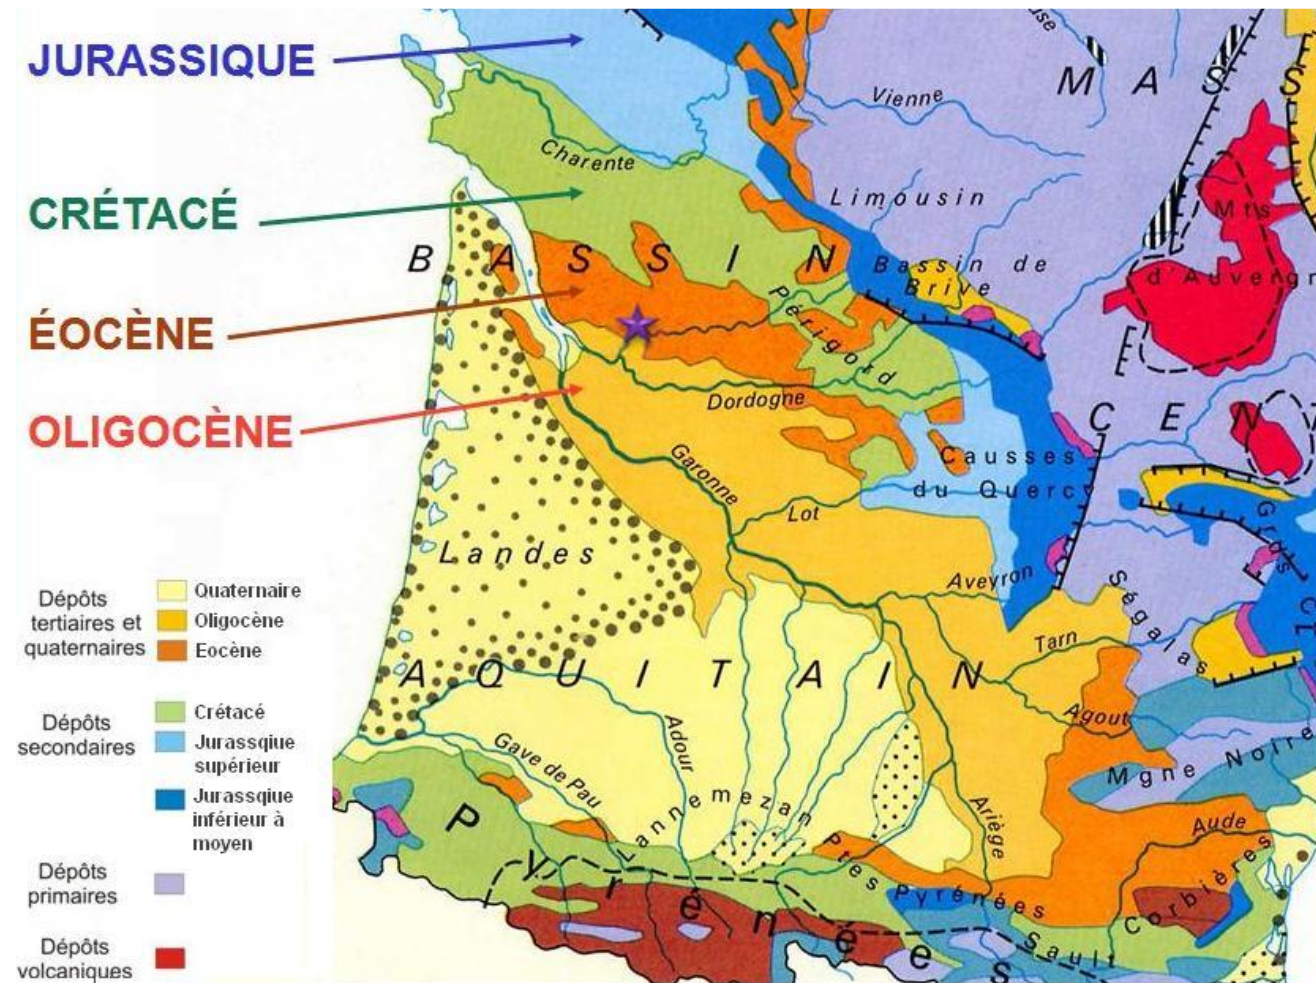 JURASSIQUE
CRÉTACÉ
ÉOCÈNE
OLIGOCÈNE
M A S S
Vienne
Charente
Limousin
Mts
d'Auvergn
B A S S I N
Bassin de
Brive
Périgord
Dordogne
C E N T
Garonne
Causses
du Querc
Lot
Landes
Aveyron
Ségalas
Tarn
A Q U I T A I N
Agout
Adour
Gave de Pau
Mgne Noire
Lannemezan
Ariège
Aude
Ptes Pyrénées
Corbières
Pyrénées
Sault
Dépôts
tertiaires et
quaternaires
Quaternaire
Oligocène
Eocène
Dépôts
secondaires
Crétacé
Jurassqiue
supérieur
Jurassqiue
inférieur à
moyen
Dépôts
primaires
Dépôts
volcaniques